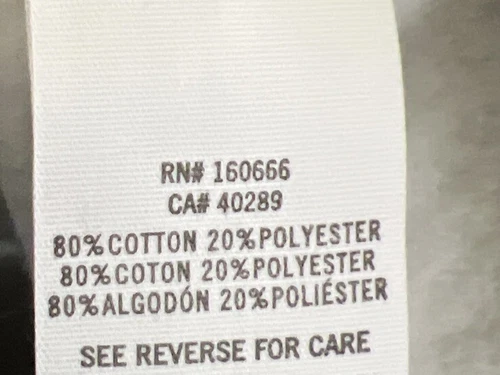 RN# 160666
CA# 40289
80% COTTON 20% POLYESTER
80% COTON 20% POLYESTER
80% ALGODÓN 20% POLIÉSTER
SEE REVERSE FOR CARE